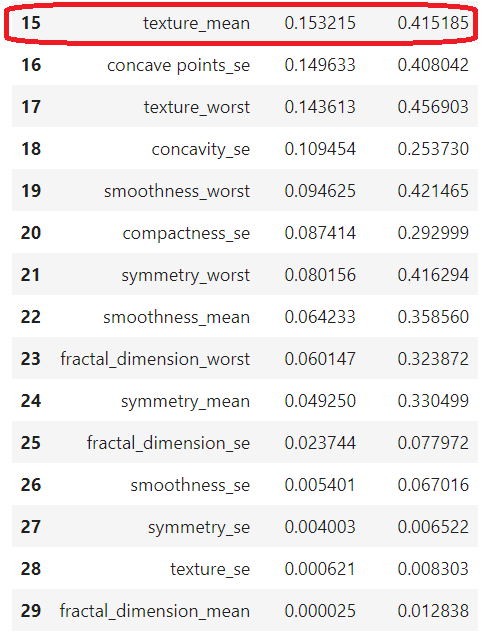 15 texture_mean 0.153215 0.415185
16 concave points_se 0.149633 0.408042
17 texture_worst 0.143613 0.456903
18 concavity_se 0.109454 0.253730
19 smoothness_worst 0.094625 0.421465
20 compactness_se 0.087414 0.292999
21 symmetry_worst 0.080156 0.416294
22 smoothness_mean 0.064233 0.358560
23 fractal_dimension_worst 0.060147 0.323872
24 symmetry_mean 0.049250 0.330499
25 fractal_dimension_se 0.023744 0.077972
26 smoothness_se 0.005401 0.067016
27 symmetry_se 0.004003 0.006522
28 texture_se 0.000621 0.008303
29 fractal_dimension_mean 0.000025 0.012838